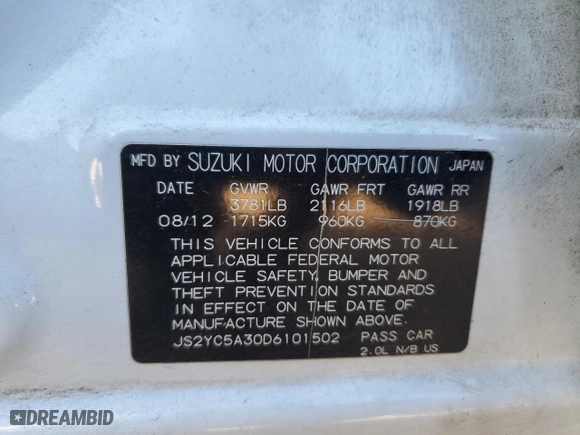 MFD BY SUZUKI MOTOR CORPORATION JAPAN
DATE GVWR GAWR FRT GAWR RR
3781LB 2116LB 1918LB
08/12 1715KG 960KG 870KG
THIS VEHICLE CONFORMS TO ALL
APPLICABLE FEDERAL MOTOR
VEHICLE SAFETY, BUMPER AND
THEFT PREVENTION STANDARDS
IN EFFECT ON THE DATE OF
MANUFACTURE SHOWN ABOVE.
JS2YC5A30D6101502 PASS CAR
2.0L N/B US
DREAMBID